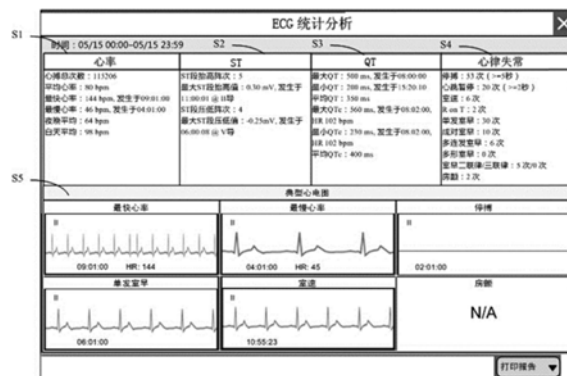 ECG 统计分析
S1
S2
S3
S4
时间：05/15 00:00-05/15 23:59
心率
ST
QT
心律失常
心搏总次数：113206
平均心率：80 bpm
最快心率：144 bpm, 发生于09:01:00
最慢心率：46 bpm, 发生于04:01:00
夜晚平均：64 bpm
白天平均：98 bpm
ST段抬高阵次：5
最大ST段抬高值：0.30 mV, 发生于
11:00:01 @ II导
ST段压低阵次：4
最大ST段压低值：-0.25mV, 发生于
06:00:08 @ V导
最大QT：500 ms, 发生于08:00:00
最小QT：200 ms, 发生于15:20:10
平均QT：350 ms
最大QTc：560 ms, 发生于08:02:00,
HR 102 bpm
最小QTc：230 ms, 发生于08:02:00,
HR 102 bpm
平均QTc：400 ms
停搏：33次（>=5秒）
心跳暂停：20次（>=2秒）
室速：6次
R on T：2次
单发室早：30次
成对室早：10次
多连发室早：6次
多形室早：0次
室早二联律/三联律：5次/0次
房颤：2次
S5
典型心电图
最快心率
最慢心率
停搏
II
II
II
09:01:00 HR: 144
04:01:00 HR: 45
02:01:00
单发室早
室速
房颤
II
II
N/A
06:01:00
10:55:23
打印报告